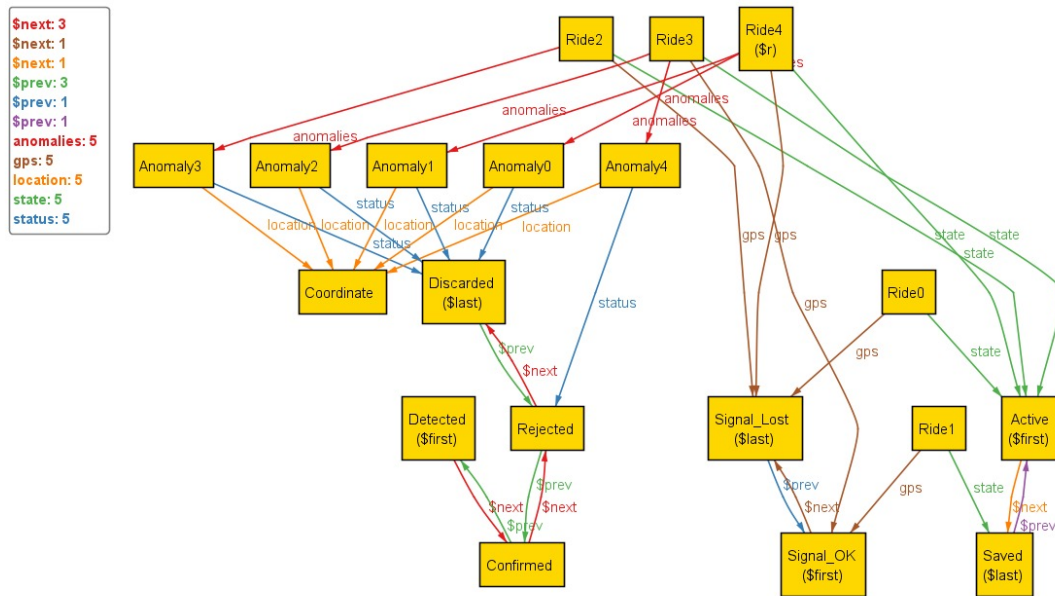 $next: 3
$next: 1
$next: 1
$prev: 3
$prev: 1
$prev: 1
anomalies: 5
gps: 5
location: 5
state: 5
status: 5
Ride2
Ride3
Ride4
($r)
anomalies
anomalies
anomalies
anomalies
Anomaly3
Anomaly2
Anomaly1
Anomaly0
Anomaly4
status
status
status
location
location
location
location
location
status
gps
gps
state
state
state
Coordinate
Discarded
($last)
Ride0
status
gps
$prev
$next
gps
state
Detected
($first)
Rejected
Signal_Lost
($last)
Ride1
Active
($first)
$prev
$next
$next
$prev
$prev
$next
gps
state
$next
$prev
Confirmed
Signal_OK
($first)
Saved
($last)